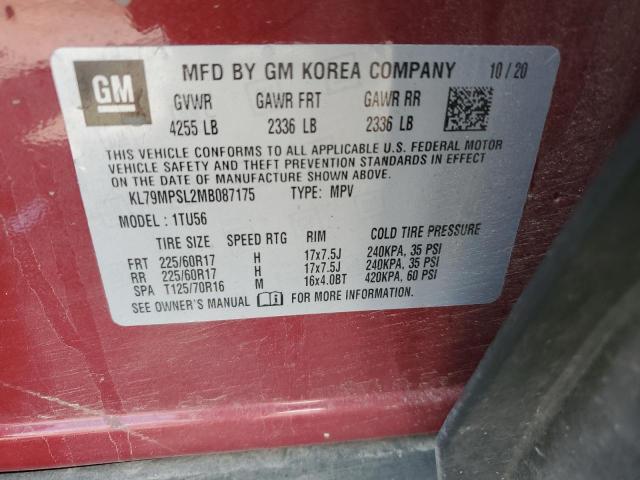 GM
MFD BY GM KOREA COMPANY 10/20
GVWR GAWR FRT GAWR RR
4255 LB 2336 LB 2336 LB
THIS VEHICLE CONFORMS TO ALL APPLICABLE U.S. FEDERAL MOTOR
VEHICLE SAFETY AND THEFT PREVENTION STANDARDS IN EFFECT
ON THE DATE OF MANUFACTURE SHOWN ABOVE.
KL79MPSL2MB087175 TYPE: MPV
MODEL: 1TU56
TIRE SIZE SPEED RTG RIM COLD TIRE PRESSURE
FRT 225/60R17 H 17x7.5J 240KPA, 35 PSI
RR 225/60R17 H 17x7.5J 240KPA, 35 PSI
SPA T125/70R16 M 16x4.0BT 420KPA, 60 PSI
SEE OWNER'S MANUAL FOR MORE INFORMATION.